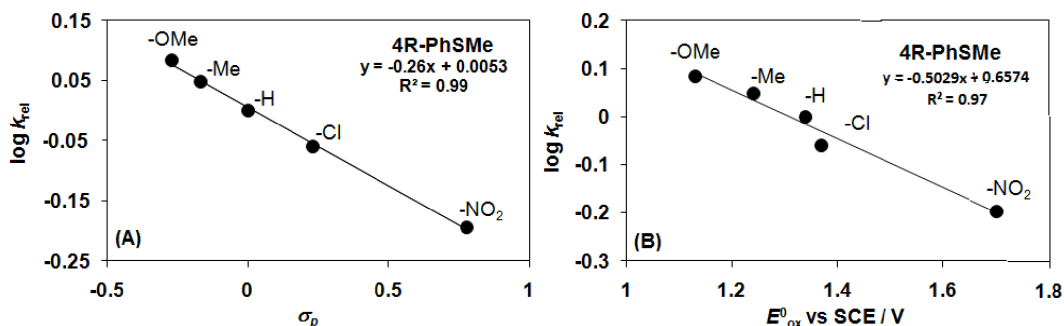 0.15
0.05
-0.05
-0.15
-0.25
log k_rel
-OMe
-Me
-H
-Cl
-NO₂
4R-PhSMe
y = -0.26x + 0.0053
R² = 0.99
(A)
-0.5
0
0.5
1
σ_p
0.2
0.1
0
-0.1
-0.2
-0.3
log k_rel
-OMe
-Me
-H
-Cl
-NO₂
4R-PhSMe
y = -0.5029x + 0.6574
R² = 0.97
(B)
1
1.2
1.4
1.6
1.8
E⁰_ox vs SCE / V